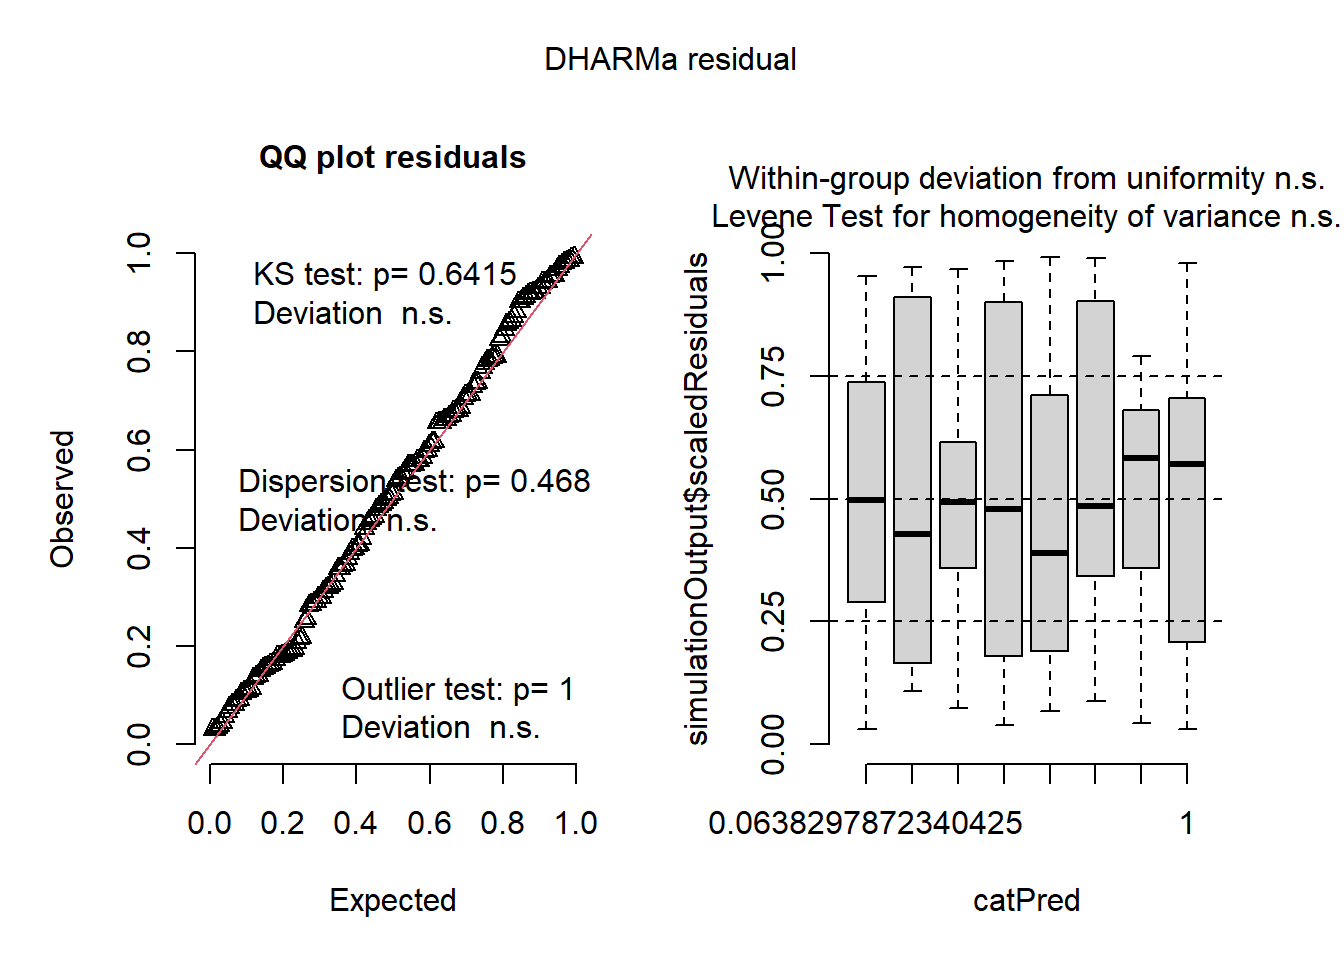 DHARMa residual
QQ plot residuals
KS test: p= 0.6415
Deviation  n.s.
Dispersion test: p= 0.468
Deviation  n.s.
Outlier test: p= 1
Deviation  n.s.
Observed
0.0 0.2 0.4 0.6 0.8 1.0
0.0 0.2 0.4 0.6 0.8 1.0
Expected
Within-group deviation from uniformity n.s.
Levene Test for homogeneity of variance n.s.
simulationOutput$scaledResiduals
0.00 0.25 0.50 0.75 1.00
0.0638297872340425 1
catPred